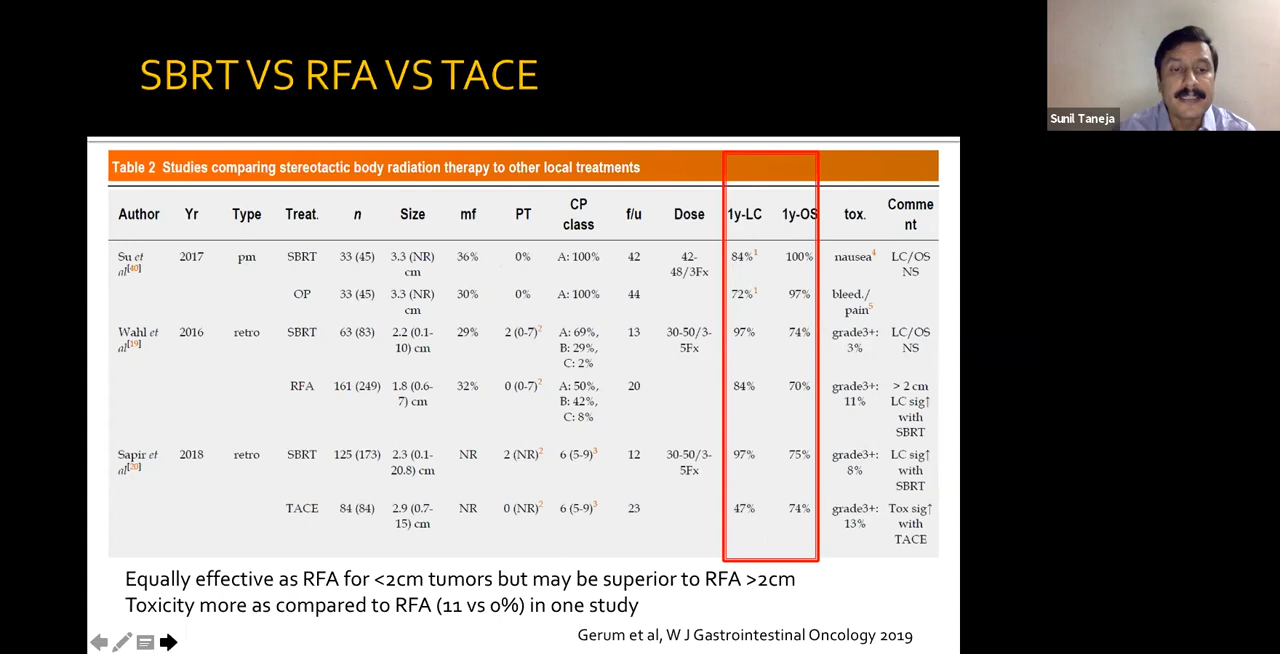 SBRT VS RFA VS TACE
Sunil Taneja
Table 2 Studies comparing stereotactic body radiation therapy to other local treatments
Author Yr Type Treat. n Size mf PT CP class f/u Dose 1y-LC 1y-OS tox. Comme nt
Su et al[40] 2017 pm SBRT 33 (45) 3.3 (NR) cm 36% 0% A: 100% 42 42-48/3Fx 84%1 100% nausea4 LC/OS NS
OP 33 (45) 3.3 (NR) cm 30% 0% A: 100% 44 72%1 97% bleed./ pain5
Wahl et al[19] 2016 retro SBRT 63 (83) 2.2 (0.1-10) cm 29% 2 (0-7)2 A: 69%, B: 29%, C: 2% 13 30-50/3-5Fx 97% 74% grade3+: 3% LC/OS NS
RFA 161 (249) 1.8 (0.6-7) cm 32% 0 (0-7)2 A: 50%, B: 42%, C: 8% 20 84% 70% grade3+: 11% > 2 cm LC sig↑ with SBRT
Sapir et al[20] 2018 retro SBRT 125 (173) 2.3 (0.1-20.8) cm NR 2 (NR)2 6 (5-9)3 12 30-50/3-5Fx 97% 75% grade3+: 8% LC sig↑ with SBRT
TACE 84 (84) 2.9 (0.7-15) cm NR 0 (NR)2 6 (5-9)3 23 47% 74% grade3+: 13% Tox sig↑ with TACE
Equally effective as RFA for <2cm tumors but may be superior to RFA >2cm
Toxicity more as compared to RFA (11 vs 0%) in one study
Gerum et al, W J Gastrointestinal Oncology 2019